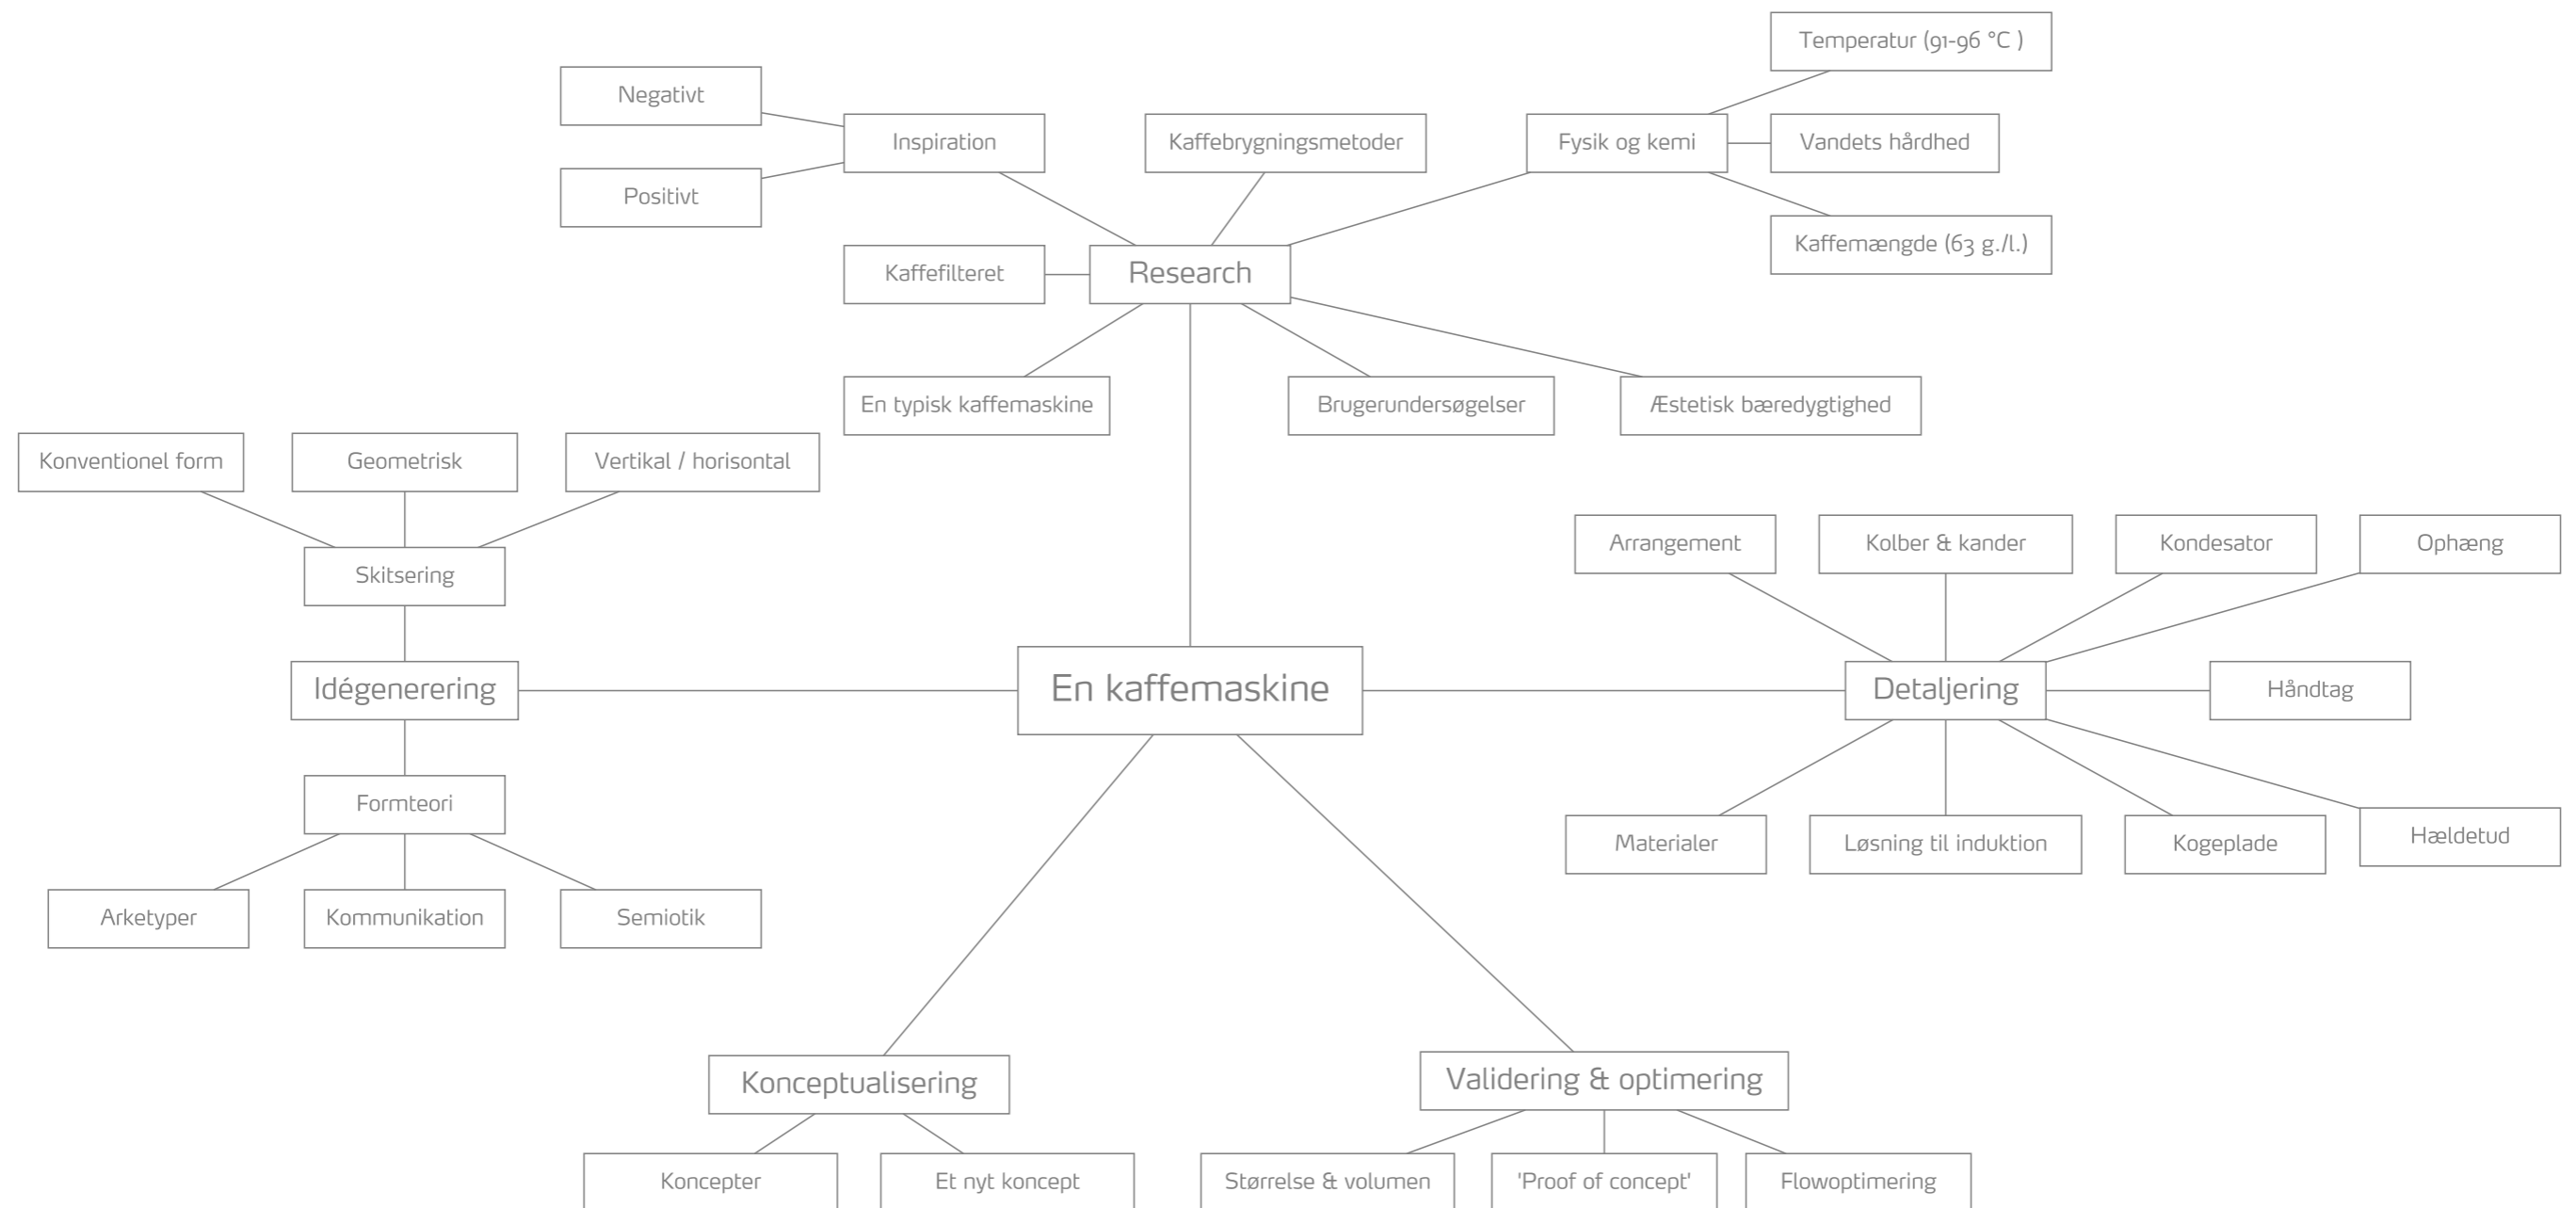 Temperatur (91-96 °C )
Negativt
Inspiration
Kaffebrygningsmetoder
Fysik og kemi
Vandets hårdhed
Positivt
Kaffemængde (63 g./l.)
Kaffefilteret
Research
En typisk kaffemaskine
Brugerundersøgelser
Æstetisk bæredygtighed
Konventionel form
Geometrisk
Vertikal / horisontal
Arrangement
Kolber & kander
Kondesator
Ophæng
Skitsering
Idégenerering
En kaffemaskine
Detaljering
Håndtag
Formteori
Materialer
Løsning til induktion
Kogeplade
Hældetud
Arketyper
Kommunikation
Semiotik
Konceptualisering
Validering & optimering
Koncepter
Et nyt koncept
Størrelse & volumen
'Proof of concept'
Flowoptimering